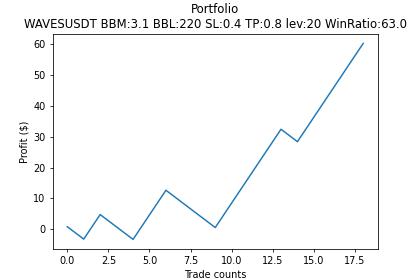 Portfolio
WAVESUSDT BBM:3.1 BBL:220 SL:0.4 TP:0.8 lev:20 WinRatio:63.0
60
50
40
30
20
10
0
Profit ($)
0.0 2.5 5.0 7.5 10.0 12.5 15.0 17.5
Trade counts